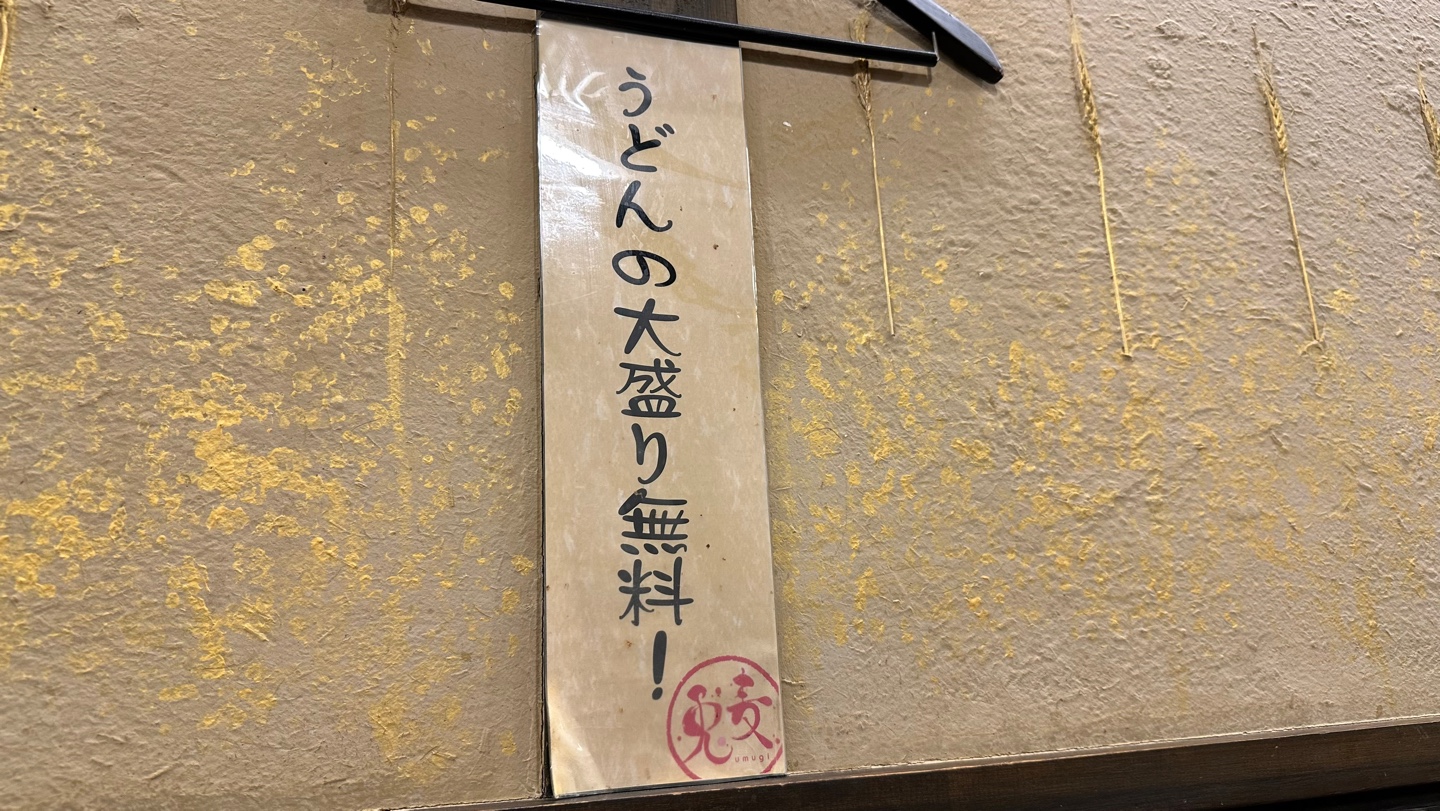 うどんの大盛り無料！
麦
兎
umugi